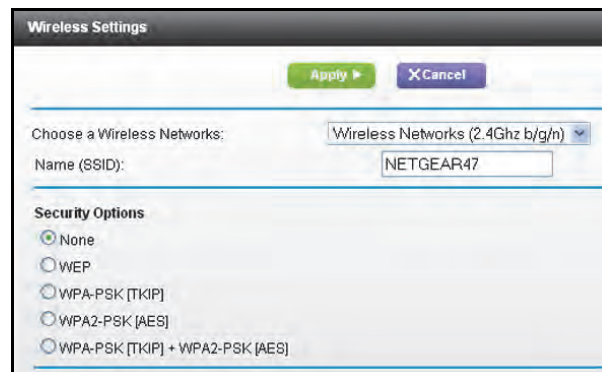 Wireless Settings
Apply ►
X Cancel
Choose a Wireless Networks: Wireless Networks (2.4Ghz b/g/n)
Name (SSID): NETGEAR47
Security Options
None
WEP
WPA-PSK [TKIP]
WPA2-PSK [AES]
WPA-PSK [TKIP] + WPA2-PSK [AES]